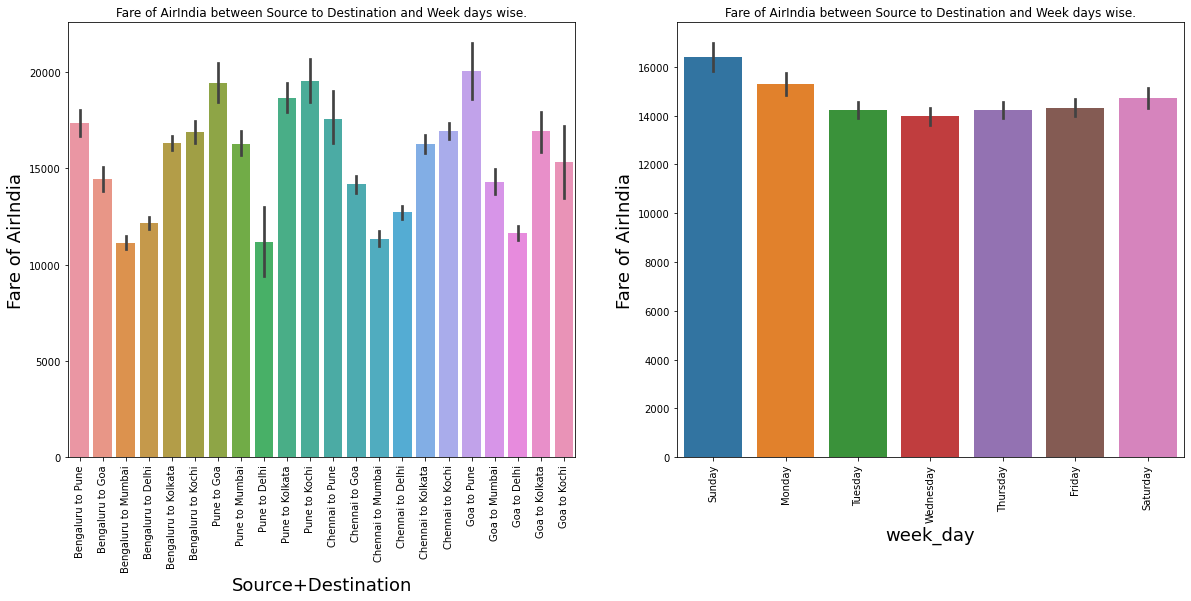 Fare of AirIndia between Source to Destination and Week days wise.
Fare of AirIndia
20000
15000
10000
5000
0
Bengaluru to Pune
Bengaluru to Goa
Bengaluru to Mumbai
Bengaluru to Delhi
Bengaluru to Kolkata
Bengaluru to Kochi
Pune to Goa
Pune to Mumbai
Pune to Delhi
Pune to Kolkata
Pune to Kochi
Chennai to Pune
Chennai to Goa
Chennai to Mumbai
Chennai to Delhi
Chennai to Kolkata
Chennai to Kochi
Goa to Pune
Goa to Mumbai
Goa to Delhi
Goa to Kolkata
Goa to Kochi
Source+Destination
Fare of AirIndia between Source to Destination and Week days wise.
Fare of AirIndia
16000
14000
12000
10000
8000
6000
4000
2000
0
Sunday
Monday
Tuesday
Wednesday
Thursday
Friday
Saturday
week_day